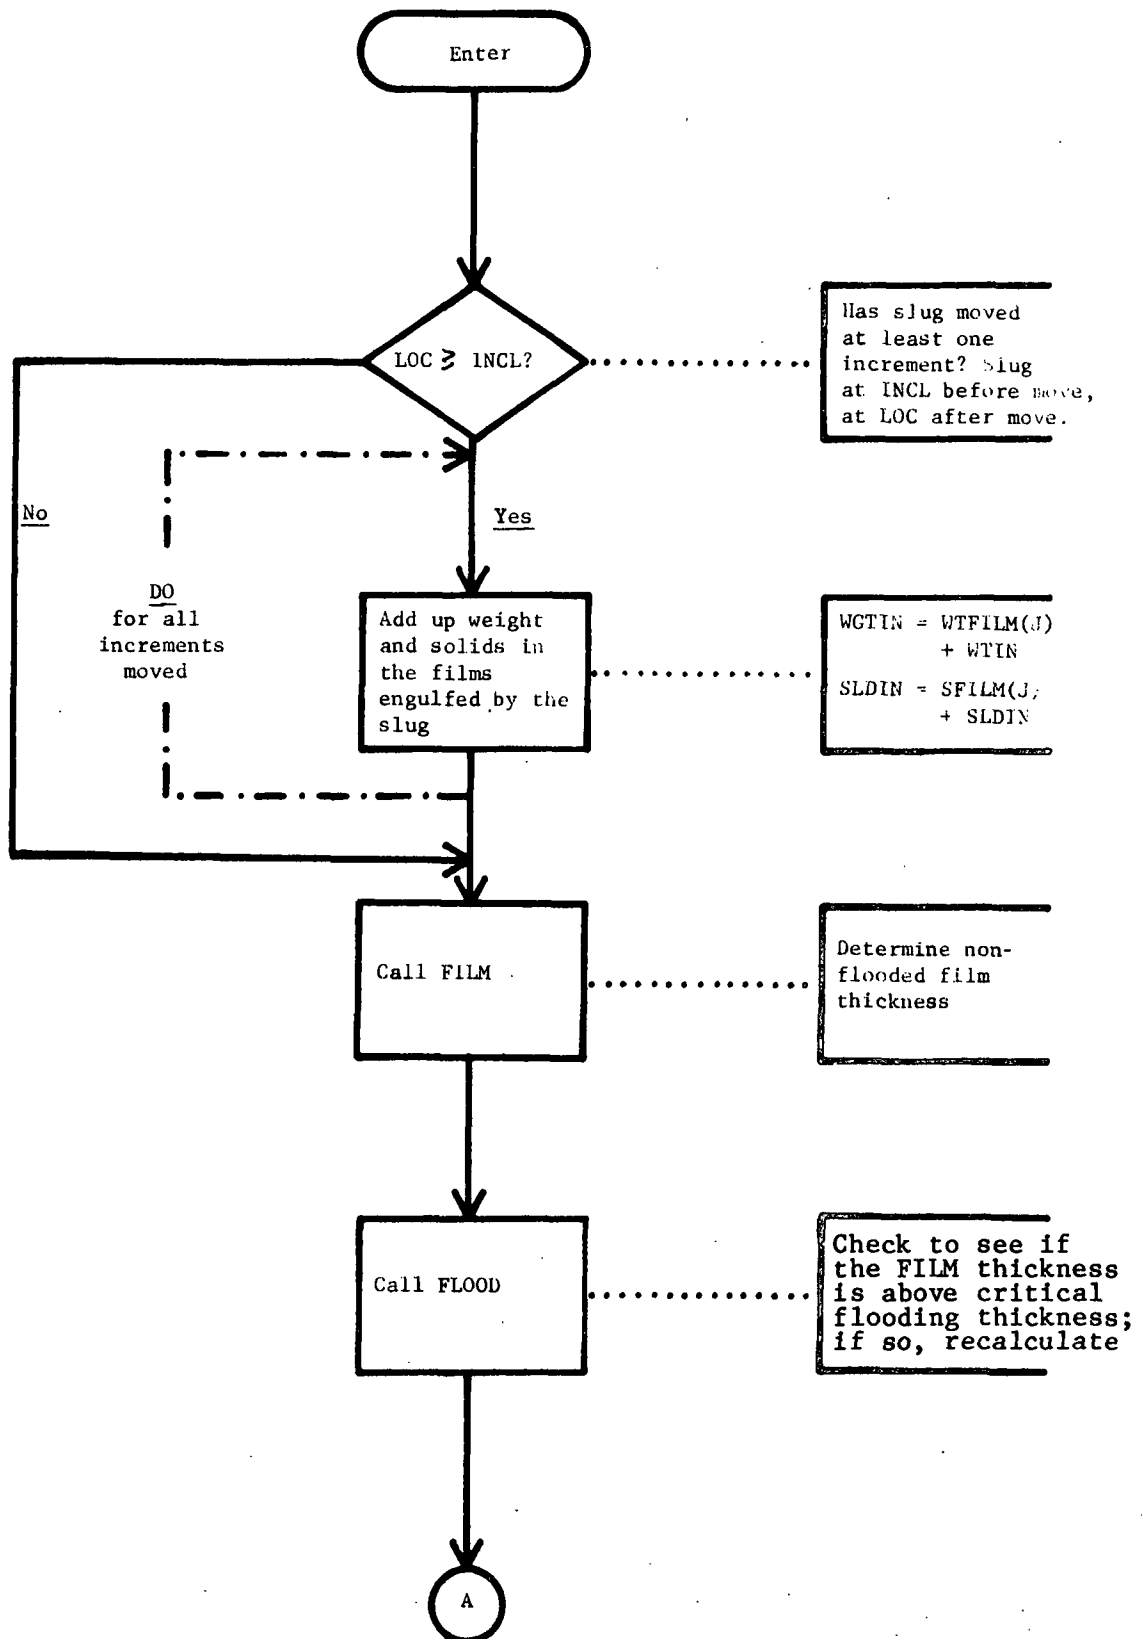 Enter
LOC ≥ INCL?
Has slug moved
at least one
increment? Slug
at INCL before move,
at LOC after move.
No
Yes
DO
for all
increments
moved
Add up weight
and solids in
the films
engulfed by the
slug
WGTIN = WTFILM(J)
+ WTIN
SLDIN = SFILM(J)
+ SLDIN
Call FILM
Determine non-
flooded film
thickness
Call FLOOD
Check to see if
the FILM thickness
is above critical
flooding thickness;
if so, recalculate
A